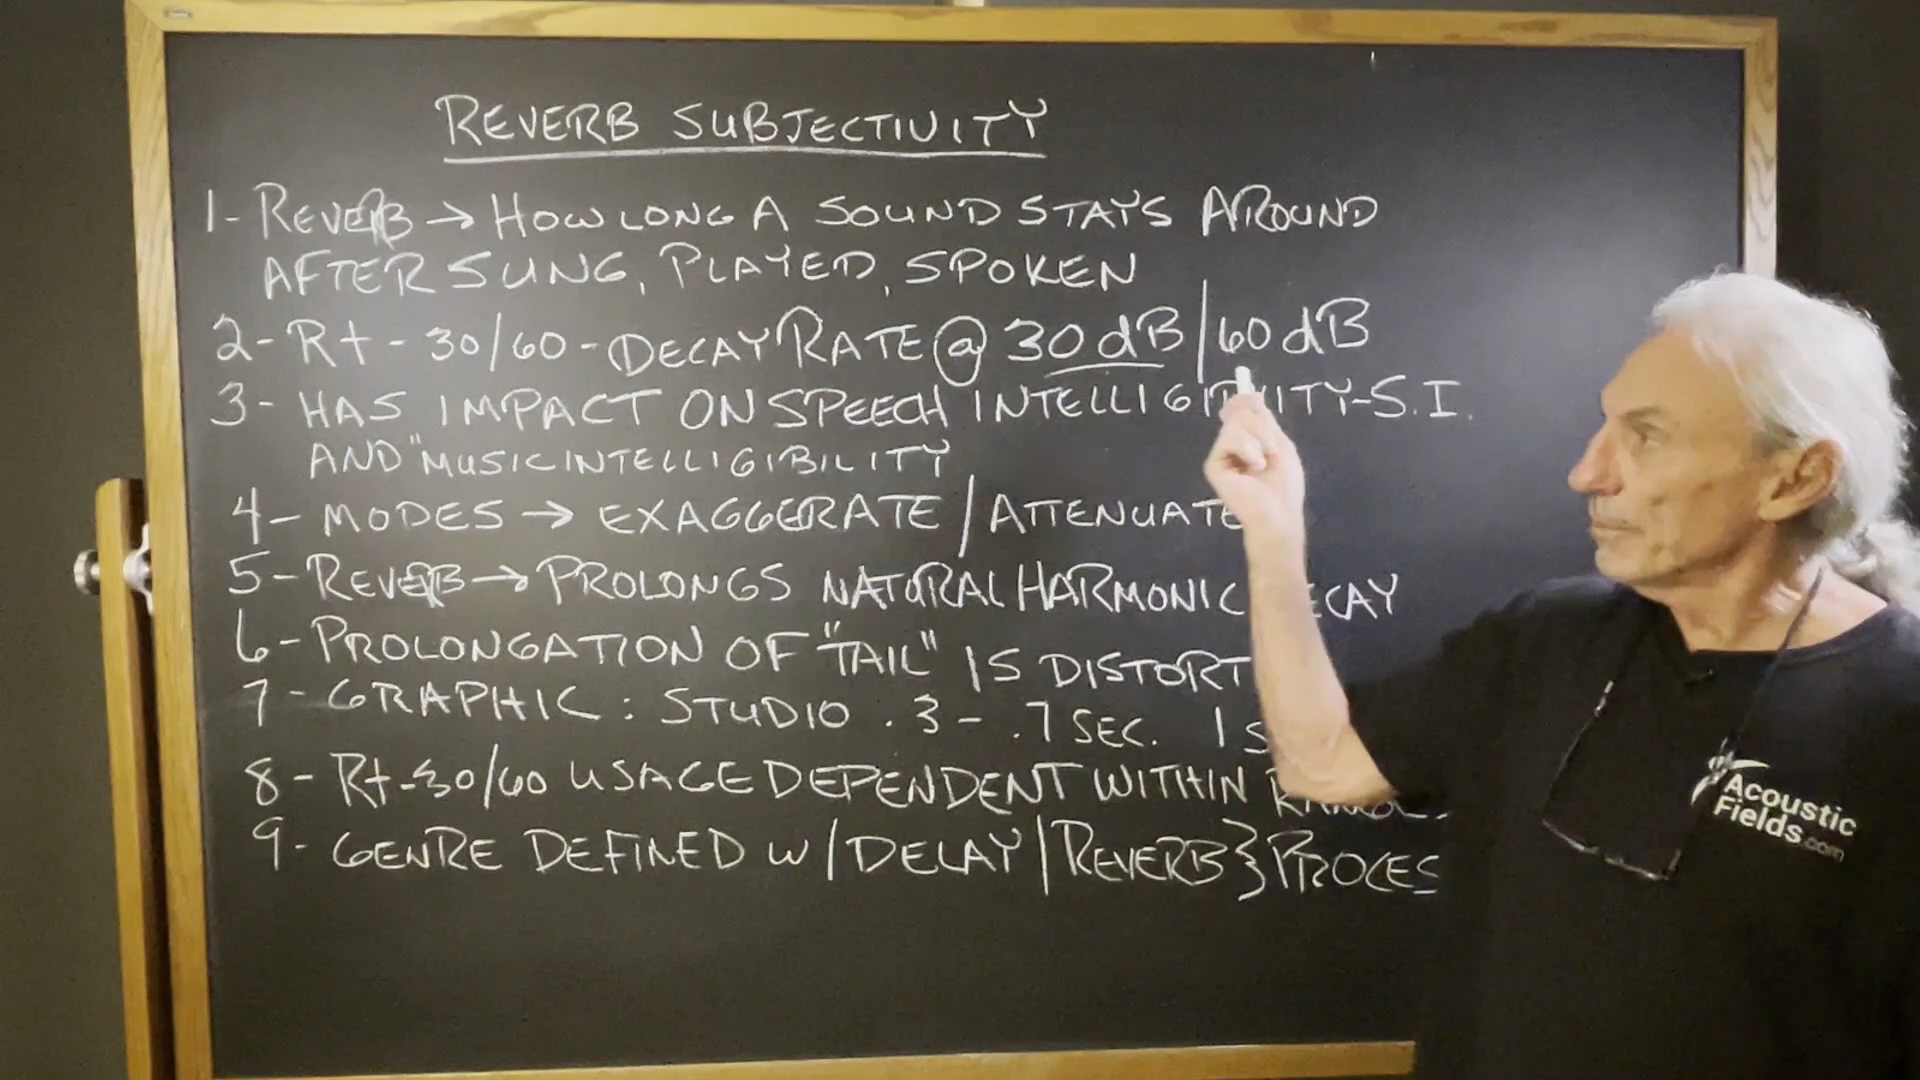 REVERB SUBJECTIVITY
1- REVERB → HOW LONG A SOUND STAYS AROUND
AFTER SUNG, PLAYED, SPOKEN
2- Rt - 30/60 - DECAY RATE @ 30 dB/60 dB
3- HAS IMPACT ON SPEECH INTELLIGIBILITY-S.I.
AND "MUSIC INTELLIGIBILITY
4- MODES → EXAGGERATE/ATTENUATE
5- REVERB → PROLONGS NATURAL HARMONIC ECAY
6- PROLONGATION OF "TAIL" IS DISTORT
7- GRAPHIC: STUDIO .3 - .7 SEC. 1 S
8- Rt-30/60 USAGE DEPENDENT WITHIN
9- GENRE DEFINED W/DELAY/REVERB} PROCES
Acoustic
Fields.com